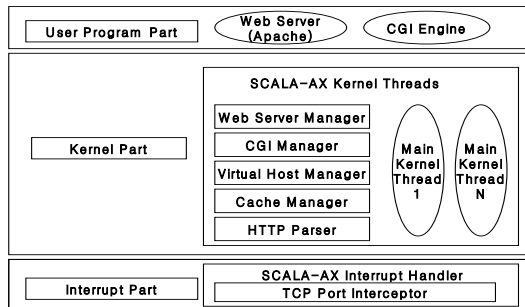 User Program Part
Web Server
(Apache)
CGI Engine
SCALA-AX Kernel Threads
Kernel Part
Web Server Manager
CGI Manager
Virtual Host Manager
Cache Manager
HTTP Parser
Main
Kernel
Thread
1
Main
Kernel
Thread
N
Interrupt Part
SCALA-AX Interrupt Handler
TCP Port Interceptor